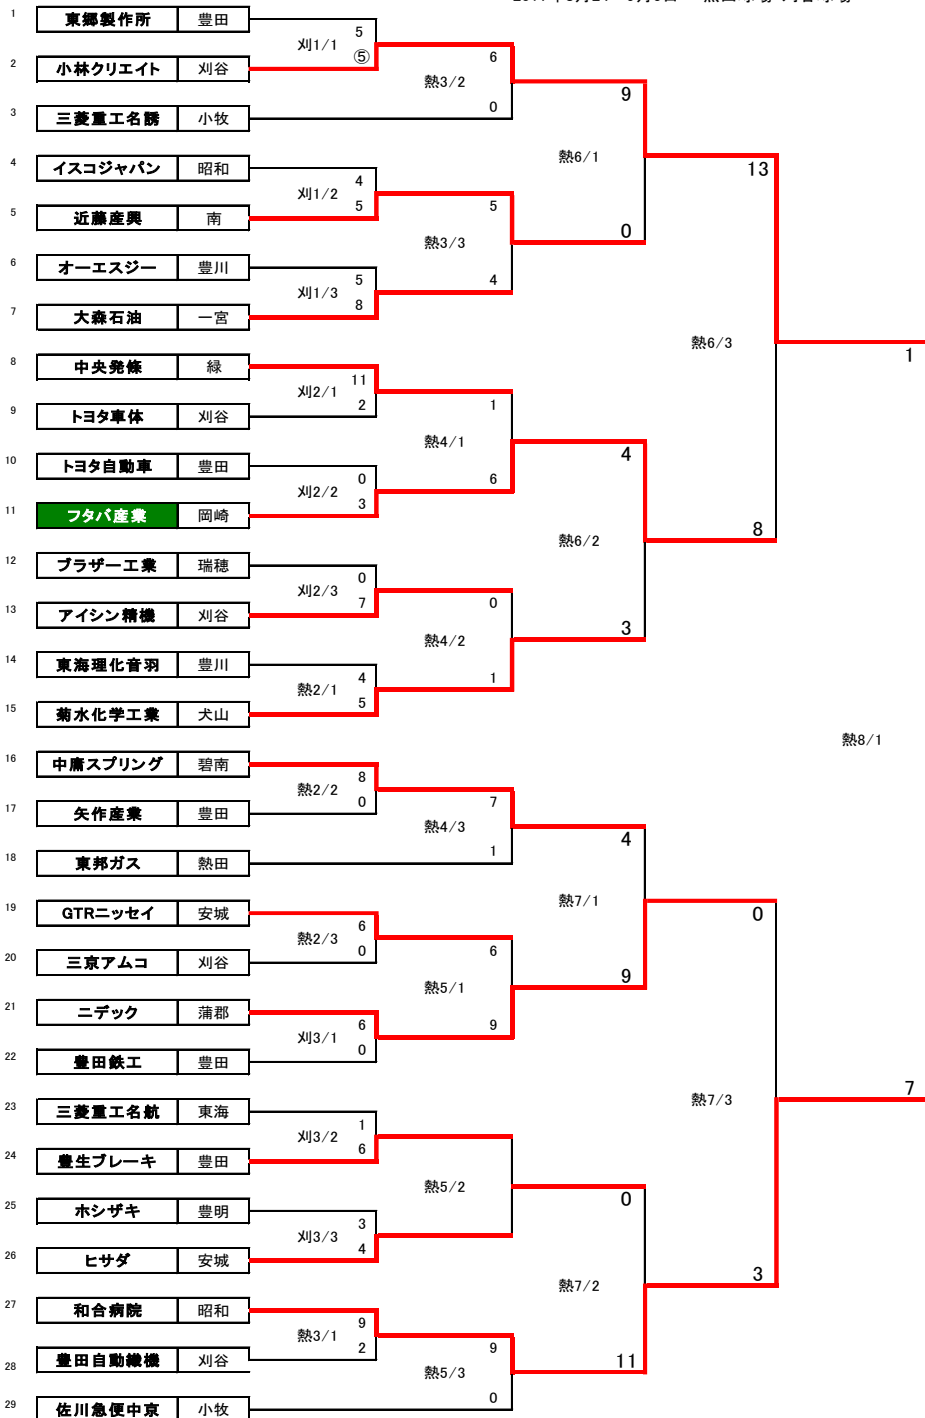 1 東郷製作所 豊田
5
刈1/1
⑤
6
2 小林クリエイト 刈谷
熱3/2
9
0
3 三菱重工名誘 小牧
熱6/1
13
4 イスコジャパン 昭和
4
刈1/2
5
5
5 近藤産興 南
0
熱3/3
6 オーエスジー 豊川
5
4
刈1/3
8
7 大森石油 一宮
熱6/3
1
8 中央発條 緑
11
刈2/1
2
1
9 トヨタ車体 刈谷
熱4/1
4
10 トヨタ自動車 豊田
0
6
刈2/2
3
11 フタバ産業 岡崎
8
熱6/2
12 ブラザー工業 瑞穂
0
刈2/3
7
0
13 アイシン精機 刈谷
3
熱4/2
14 東海理化音羽 豊川
4
1
熱2/1
5
15 菊水化学工業 犬山
熱8/1
16 中庸スプリング 碧南
8
熱2/2
0
7
17 矢作産業 豊田
熱4/3
4
1
18 東邦ガス 熱田
熱7/1
19 GTRニッセイ 安城
0
6
熱2/3
0
6
20 三京アムコ 刈谷
9
熱5/1
21 ニデック 蒲郡
6
9
刈3/1
0
22 豊田鉄工 豊田
7
熱7/3
23 三菱重工名航 東海
1
刈3/2
6
24 豊生ブレーキ 豊田
熱5/2
0
25 ホシザキ 豊明
3
刈3/3
4
26 ヒサダ 安城
3
熱7/2
27 和合病院 昭和
9
熱3/1
2
9
28 豊田自動織機 刈谷
11
熱5/3
0
29 佐川急便中京 小牧